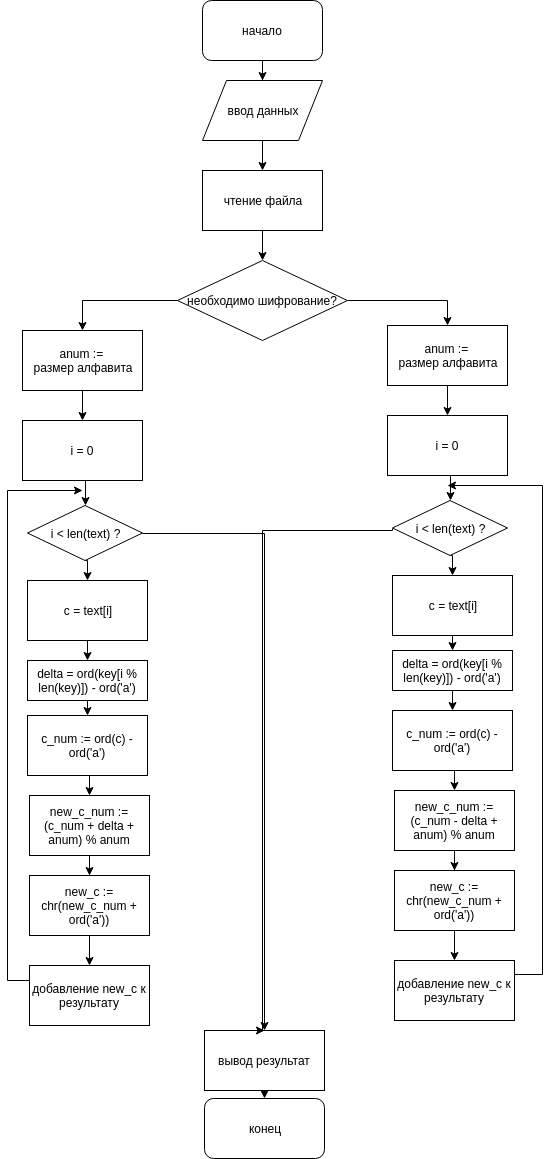 начало
ввод данных
чтение файла
необходимо шифрование?
anum :=
размер алфавита
i = 0
i < len(text) ?
c = text[i]
delta = ord(key[i %
len(key)]) - ord('a')
c_num := ord(c) -
ord('a')
new_c_num :=
(c_num + delta +
anum) % anum
new_c :=
chr(new_c_num +
ord('a'))
добавление new_c к
результату
anum :=
размер алфавита
i = 0
i < len(text) ?
c = text[i]
delta = ord(key[i %
len(key)]) - ord('a')
c_num := ord(c) -
ord('a')
new_c_num :=
(c_num - delta +
anum) % anum
new_c :=
chr(new_c_num +
ord('a'))
добавление new_c к
результату
вывод результат
конец